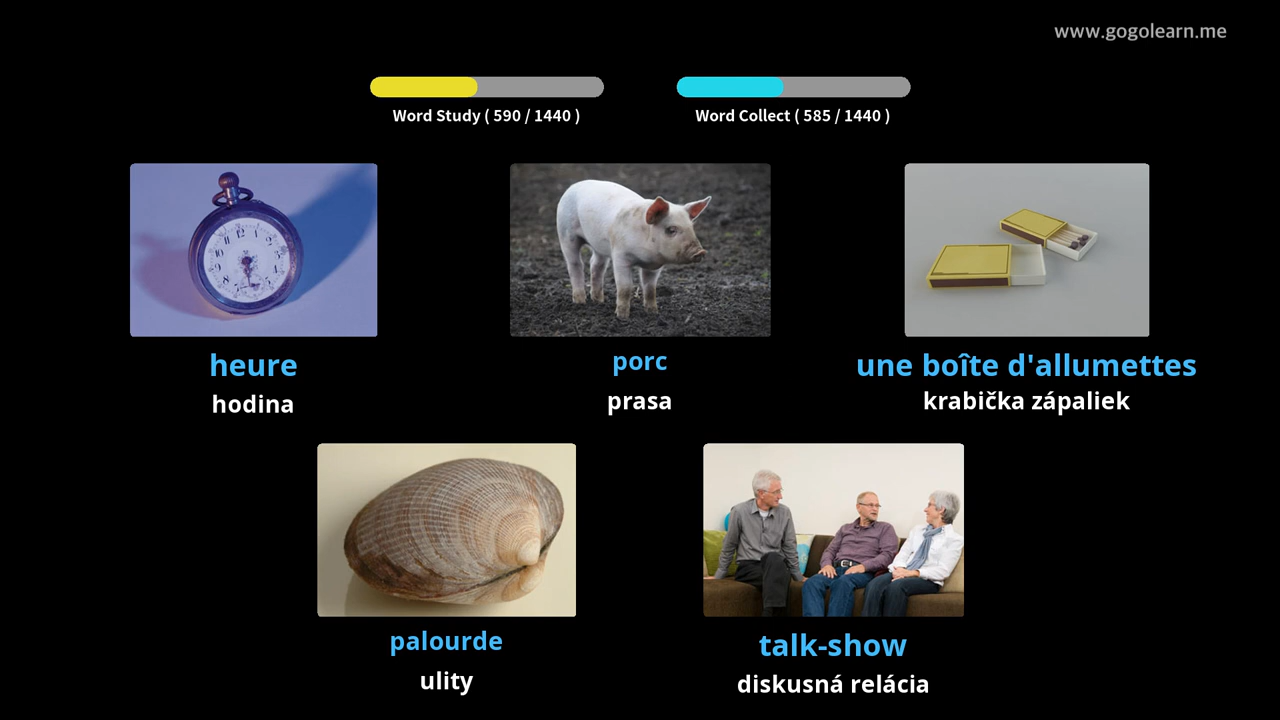 www.gogolearn.me
Word Study ( 590 / 1440 )
Word Collect ( 585 / 1440 )
heure
hodina
porc
prasa
une boîte d'allumettes
krabička zápaliek
palourde
ulity
talk-show
diskusná relácia